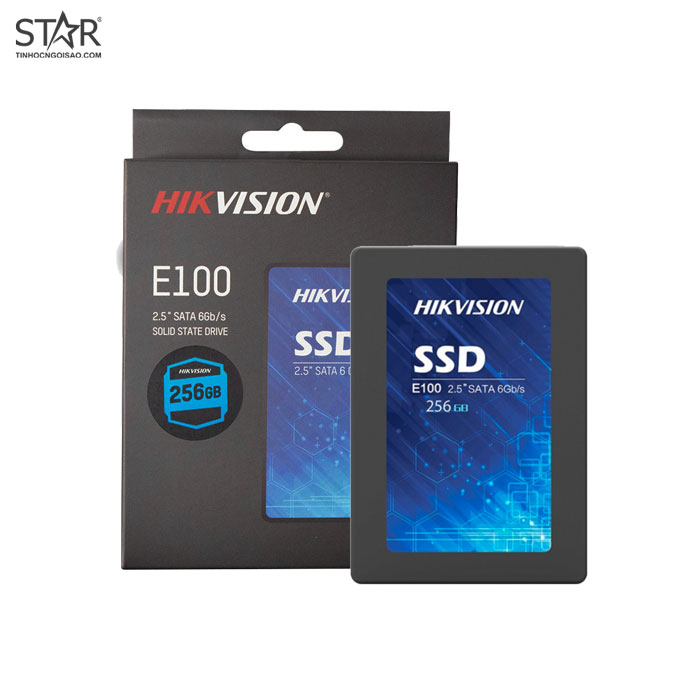 STAR®
TINHOCNGOISAO.COM
HIKVISION®
E100
2.5" SATA 6Gb/s
SOLID STATE DRIVE
HIKVISION
256GB
HIKVI
SSD
2.5" SATA 6
HIKVISION
SSD
E100 2.5" SATA 6Gb/s
256 GB